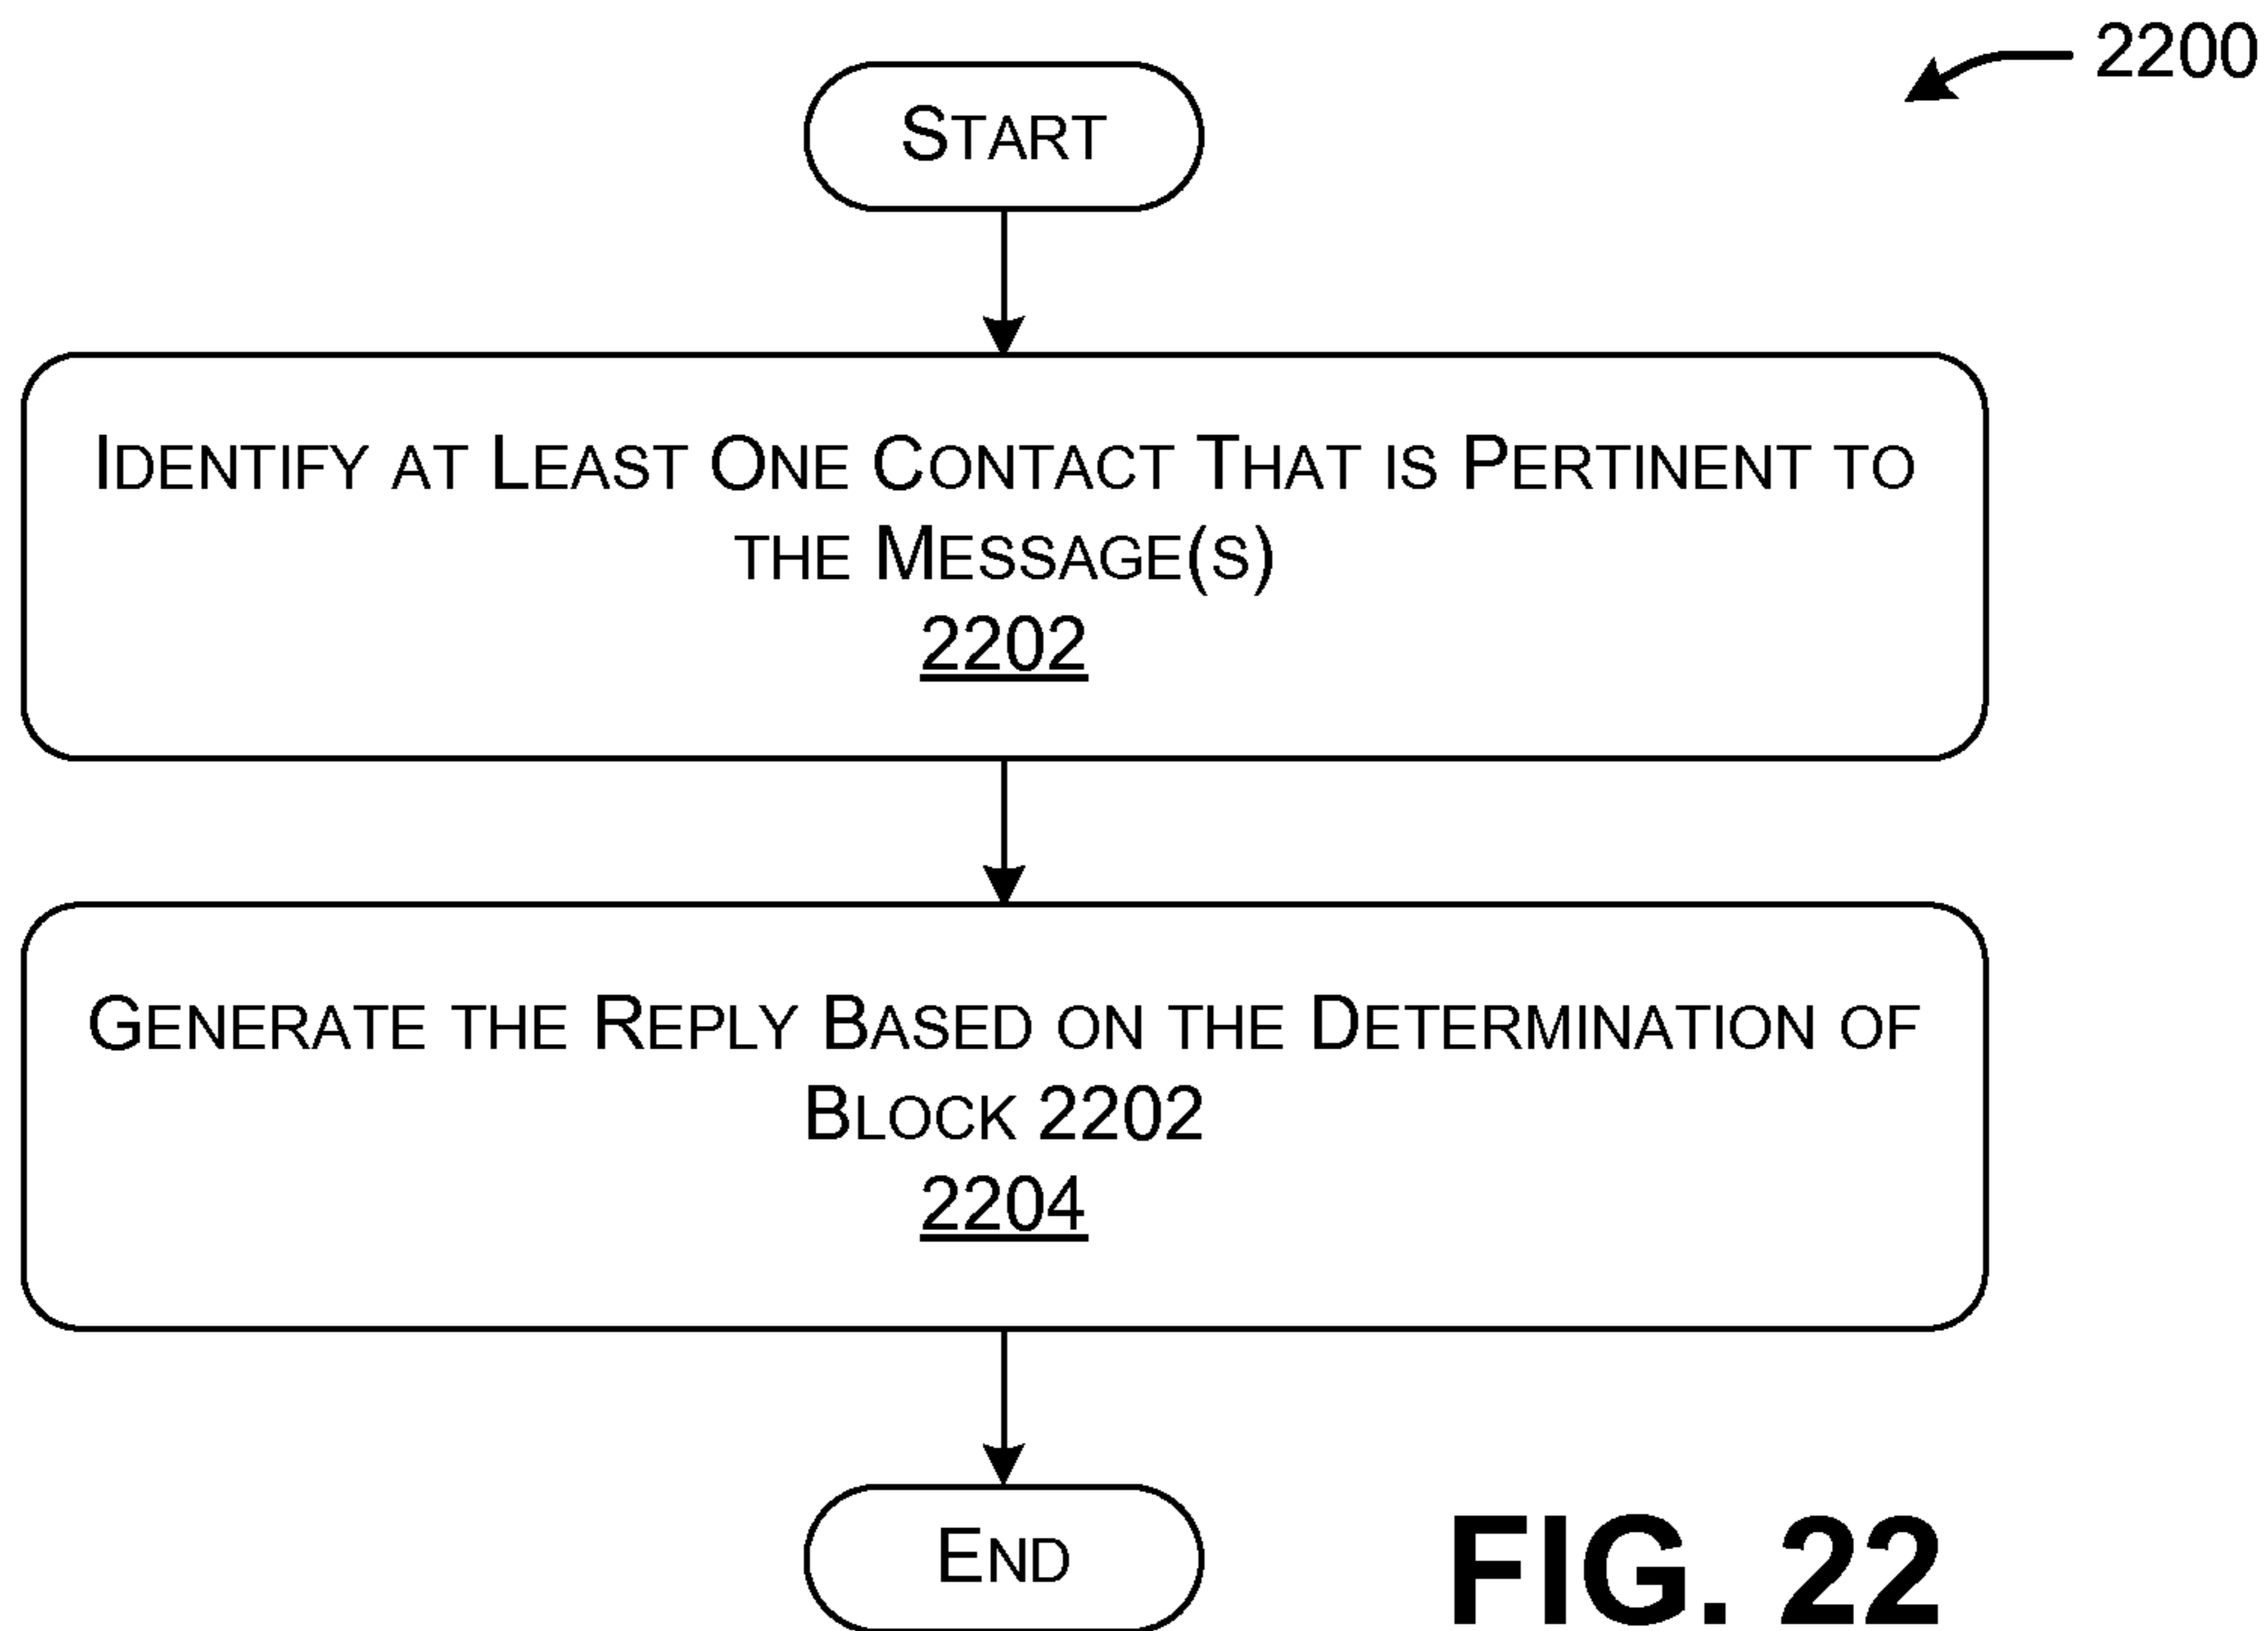 2200
START
IDENTIFY AT LEAST ONE CONTACT THAT IS PERTINENT TO
THE MESSAGE(S)
2202
GENERATE THE REPLY BASED ON THE DETERMINATION OF
BLOCK 2202
2204
END
FIG. 22